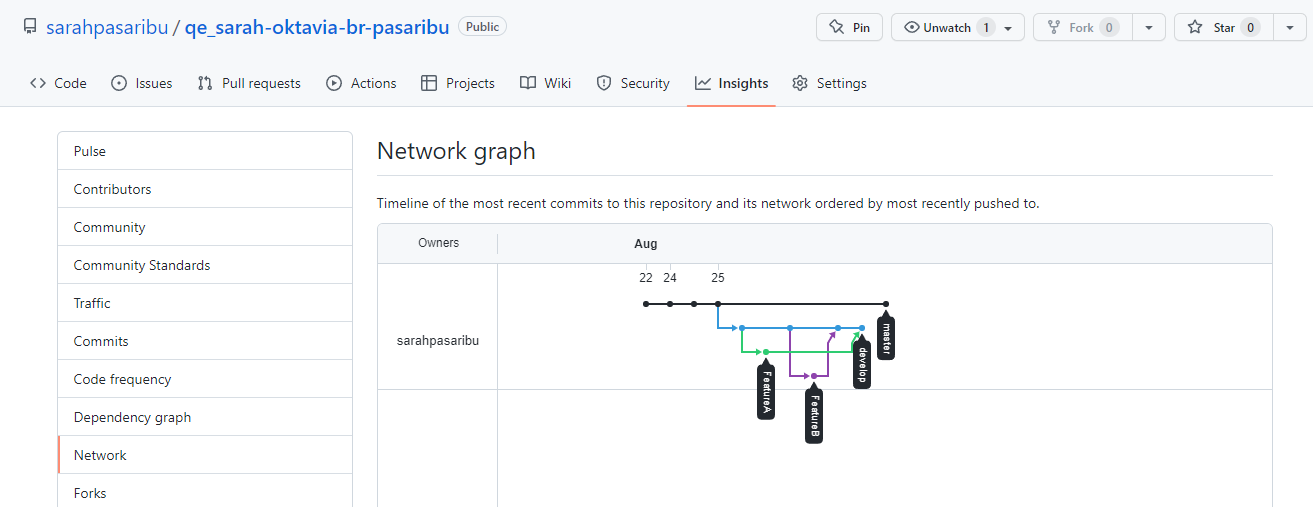 sarahpasaribu / qe_sarah-oktavia-br-pasaribu Public Pin Unwatch 1 Fork 0 Star 0
Code Issues Pull requests Actions Projects Wiki Security Insights Settings
Pulse
Contributors
Community
Community Standards
Traffic
Commits
Code frequency
Dependency graph
Network
Forks
Network graph
Timeline of the most recent commits to this repository and its network ordered by most recently pushed to.
Owners Aug
22 24 25
sarahpasaribu
master
develop
FeatureA
FeatureB